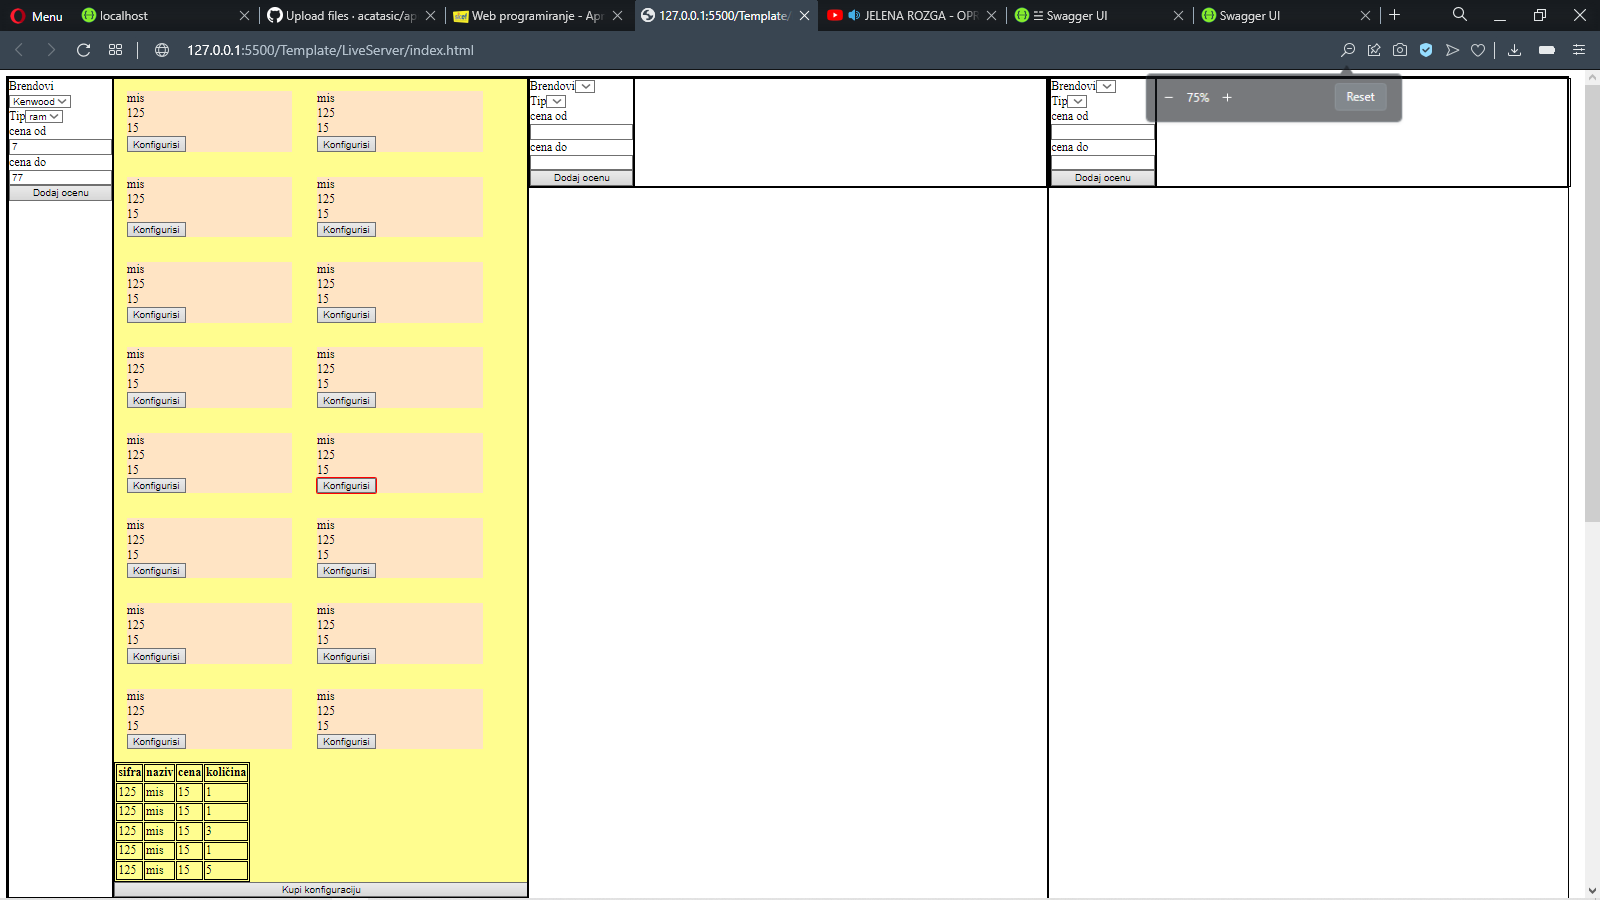 Menu
localhost
Upload files · acatasic/ap
Web programiranje - Apr
127.0.0.1:5500/Template/
JELENA ROZGA - OPR
☵ Swagger UI
Swagger UI
127.0.0.1:5500/Template/LiveServer/index.html
75%
Reset
Brendovi
Kenwood
Tip ram
cena od
7
cena do
77
Dodaj ocenu
mis
125
15
Konfigurisi
mis
125
15
Konfigurisi
mis
125
15
Konfigurisi
mis
125
15
Konfigurisi
mis
125
15
Konfigurisi
mis
125
15
Konfigurisi
mis
125
15
Konfigurisi
mis
125
15
Konfigurisi
mis
125
15
Konfigurisi
mis
125
15
Konfigurisi
mis
125
15
Konfigurisi
mis
125
15
Konfigurisi
mis
125
15
Konfigurisi
mis
125
15
Konfigurisi
mis
125
15
Konfigurisi
mis
125
15
Konfigurisi
sifra naziv cena količina
125 mis 15 1
125 mis 15 1
125 mis 15 3
125 mis 15 1
125 mis 15 5
Kupi konfiguraciju
Brendovi
Tip
cena od
cena do
Dodaj ocenu
Brendovi
Tip
cena od
cena do
Dodaj ocenu